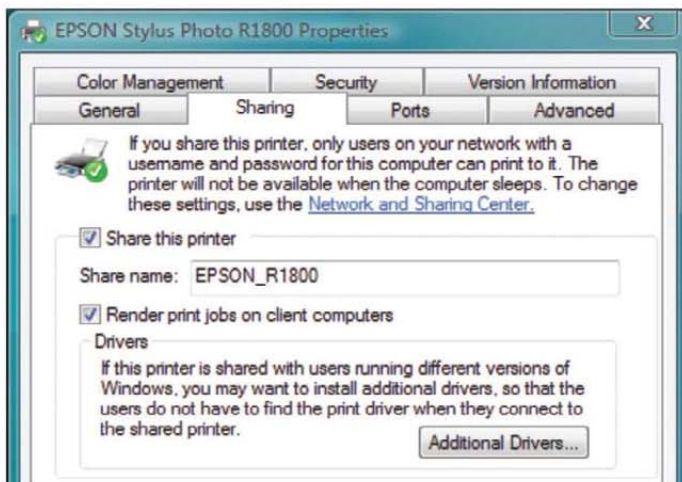 EPSON Stylus Photo R1800 Properties
Color Management Security Version Information
General Sharing Ports Advanced
If you share this printer, only users on your network with a
username and password for this computer can print to it. The
printer will not be available when the computer sleeps. To change
these settings, use the Network and Sharing Center.
Share this printer
Share name: EPSON_R1800
Render print jobs on client computers
Drivers
If this printer is shared with users running different versions of
Windows, you may want to install additional drivers, so that the
users do not have to find the print driver when they connect to
the shared printer.
Additional Drivers...